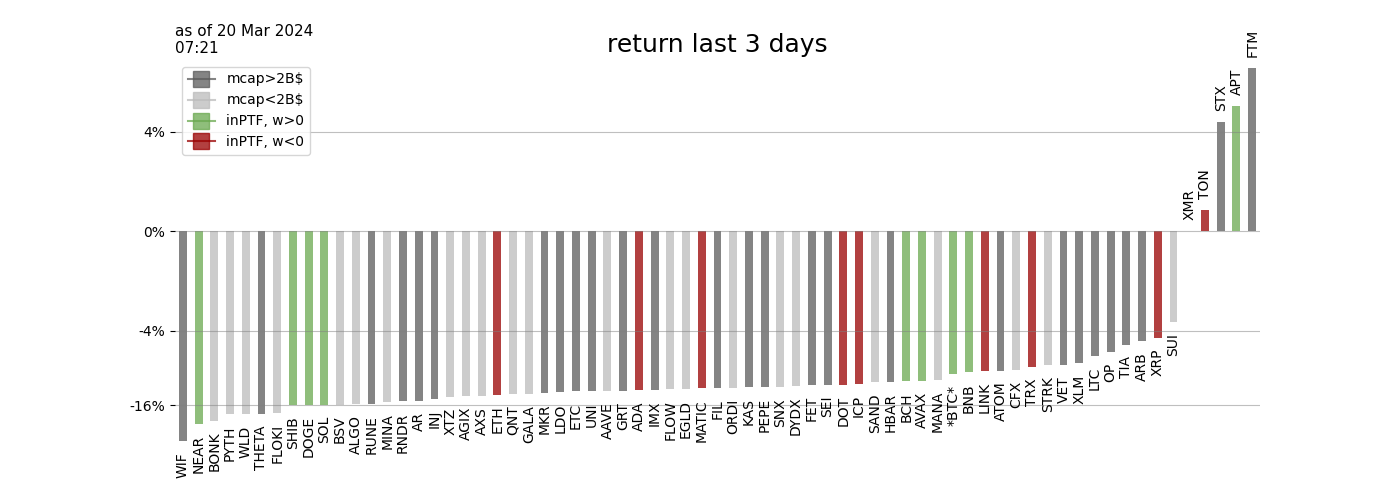 as of 20 Mar 2024
07:21
return last 3 days
mcap>2B$
mcap<2B$
inPTF, w>0
inPTF, w<0
4%
0%
-4%
-16%
WIF
NEAR
BONK
PYTH
WLD
THETA
FLOKI
SHIB
DOGE
SOL
BSV
ALGO
RUNE
MINA
RNDR
AR
INJ
XTZ
AGIX
AXS
ETH
QNT
GALA
MKR
LDO
ETC
UNI
AAVE
GRT
ADA
IMX
FLOW
EGLD
MATIC
FIL
ORDI
KAS
PEPE
SNX
DYDX
FET
SEI
DOT
ICP
SAND
HBAR
BCH
AVAX
MANA
*BTC*
BNB
LINK
ATOM
CFX
TRX
STRK
VET
XLM
LTC
OP
TIA
ARB
XRP
SUI
XMR
TON
STX
APT
FTM